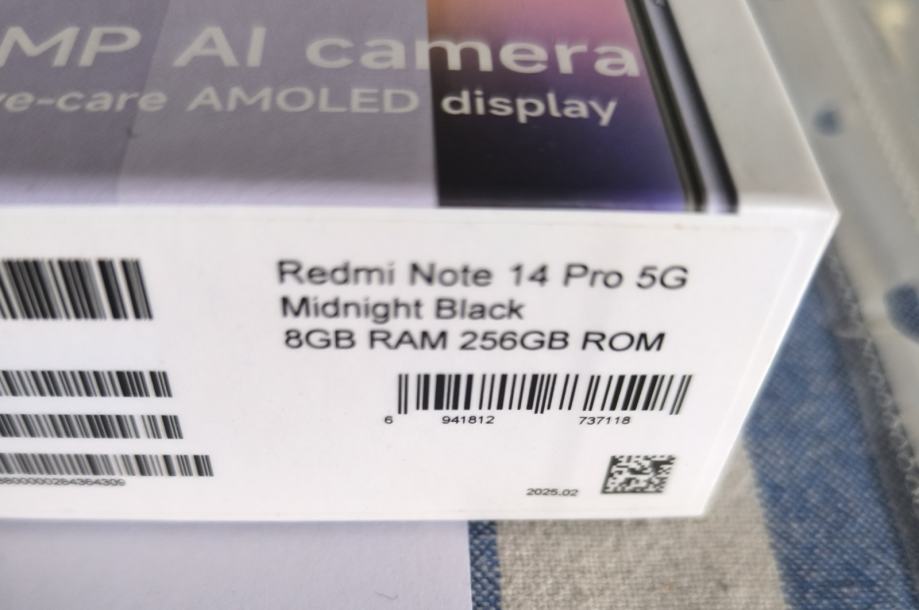 MP AI camera
ye-care AMOLED display
Redmi Note 14 Pro 5G
Midnight Black
8GB RAM 256GB ROM
6 941812 737118
2025.02